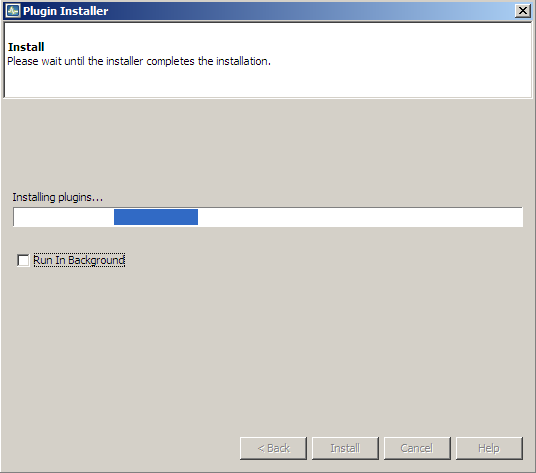 Plugin Installer
Install
Please wait until the installer completes the installation.
Installing plugins...
Run In Background
< Back Install Cancel Help